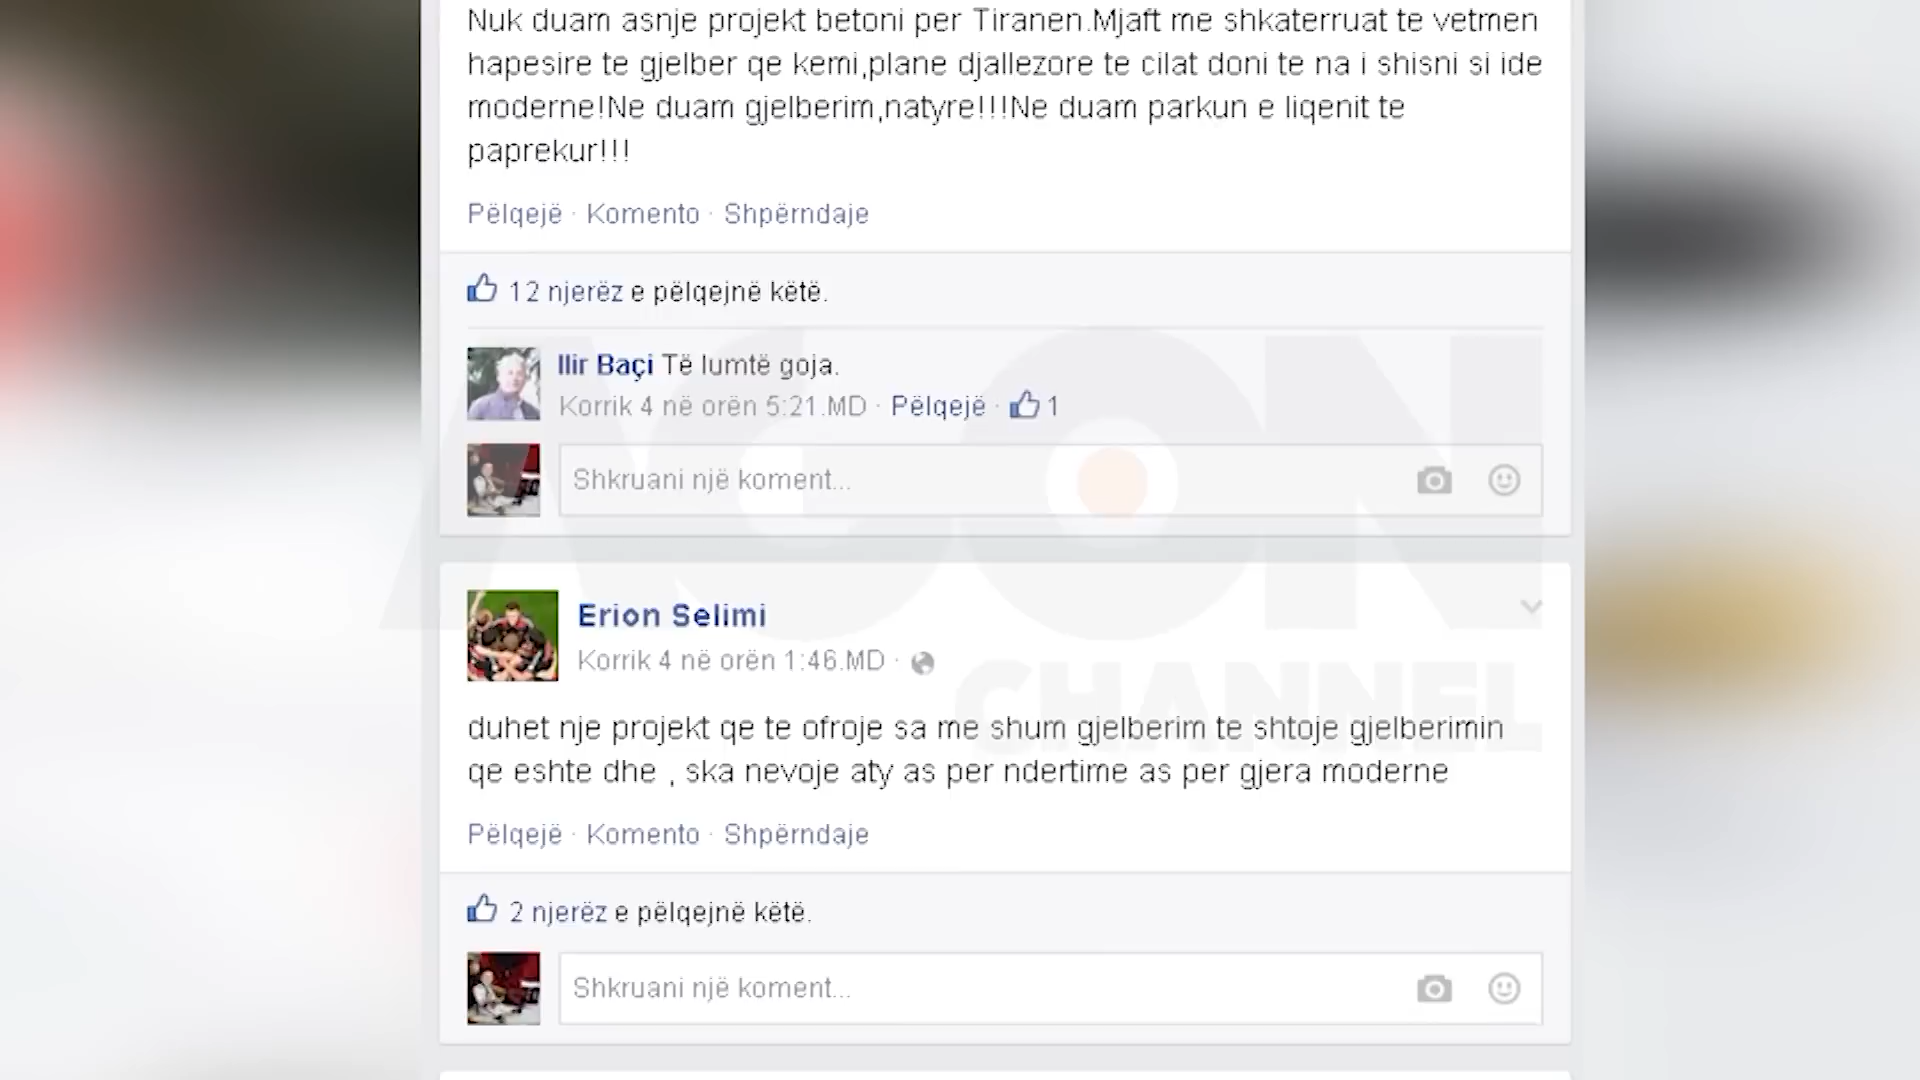 Nuk duam asnje projekt betoni per Tiranen.Mjaft me shkaterruat te vetmen
hapesire te gjelber qe kemi,plane djallezore te cilat doni te na i shisni si ide
moderne!Ne duam gjelberim,natyre!!!Ne duam parkun e liqenit te
paprekur!!!
Pëlqejë · Komento · Shpërndaje
12 njerëz e pëlqejnë këtë.
Ilir Baçi Të lumtë goja.
Korrik 4 në orën 5:21.MD · Pëlqejë · 1
Shkruani një koment...
Erion Selimi
Korrik 4 në orën 1:46.MD ·
duhet nje projekt qe te ofroje sa me shum gjelberim te shtoje gjelberimin
qe eshte dhe , ska nevoje aty as per ndertime as per gjera moderne
Pëlqejë · Komento · Shpërndaje
2 njerëz e pëlqejnë këtë.
Shkruani një koment...
AGON
CHANNEL